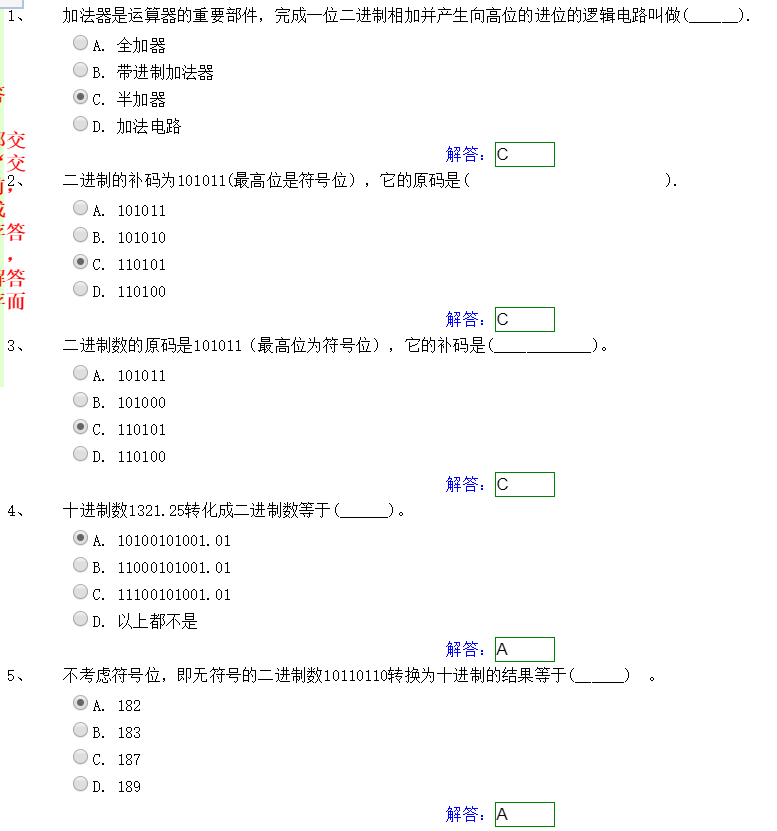 1、 加法器是运算器的重要部件，完成一位二进制相加并产生向高位的进位的逻辑电路叫做(______).
A. 全加器
B. 带进制加法器
C. 半加器
D. 加法电路
解答： C
2、 二进制的补码为101011(最高位是符号位），它的原码是( ).
A. 101011
B. 101010
C. 110101
D. 110100
解答： C
3、 二进制数的原码是101011（最高位为符号位），它的补码是(____________)。
A. 101011
B. 101000
C. 110101
D. 110100
解答： C
4、 十进制数1321.25转化成二进制数等于(______)。
A. 10100101001.01
B. 11000101001.01
C. 11100101001.01
D. 以上都不是
解答： A
5、 不考虑符号位，即无符号的二进制数10110110转换为十进制的结果等于(______) 。
A. 182
B. 183
C. 187
D. 189
解答： A
交
交
答
，
解答
而